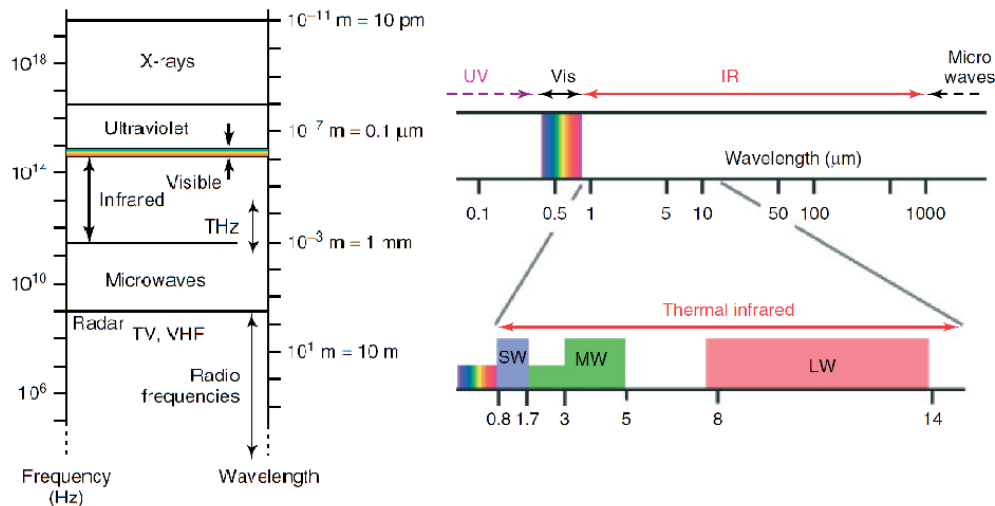 10⁻¹¹ m = 10 pm
10¹⁸
X-rays
Ultraviolet
10⁻⁷ m = 0.1 μm
10¹⁴
Visible
Infrared
THz
10⁻³ m = 1 mm
10¹⁰
Microwaves
Radar
TV, VHF
10¹ m = 10 m
Radio
frequencies
10⁶
Frequency
(Hz)
Wavelength
UV
Vis
IR
Micro
waves
Wavelength (μm)
0.1 0.5 1 5 10 50 100 1000
Thermal infrared
SW
MW
LW
0.8 1.7 3 5 8 14